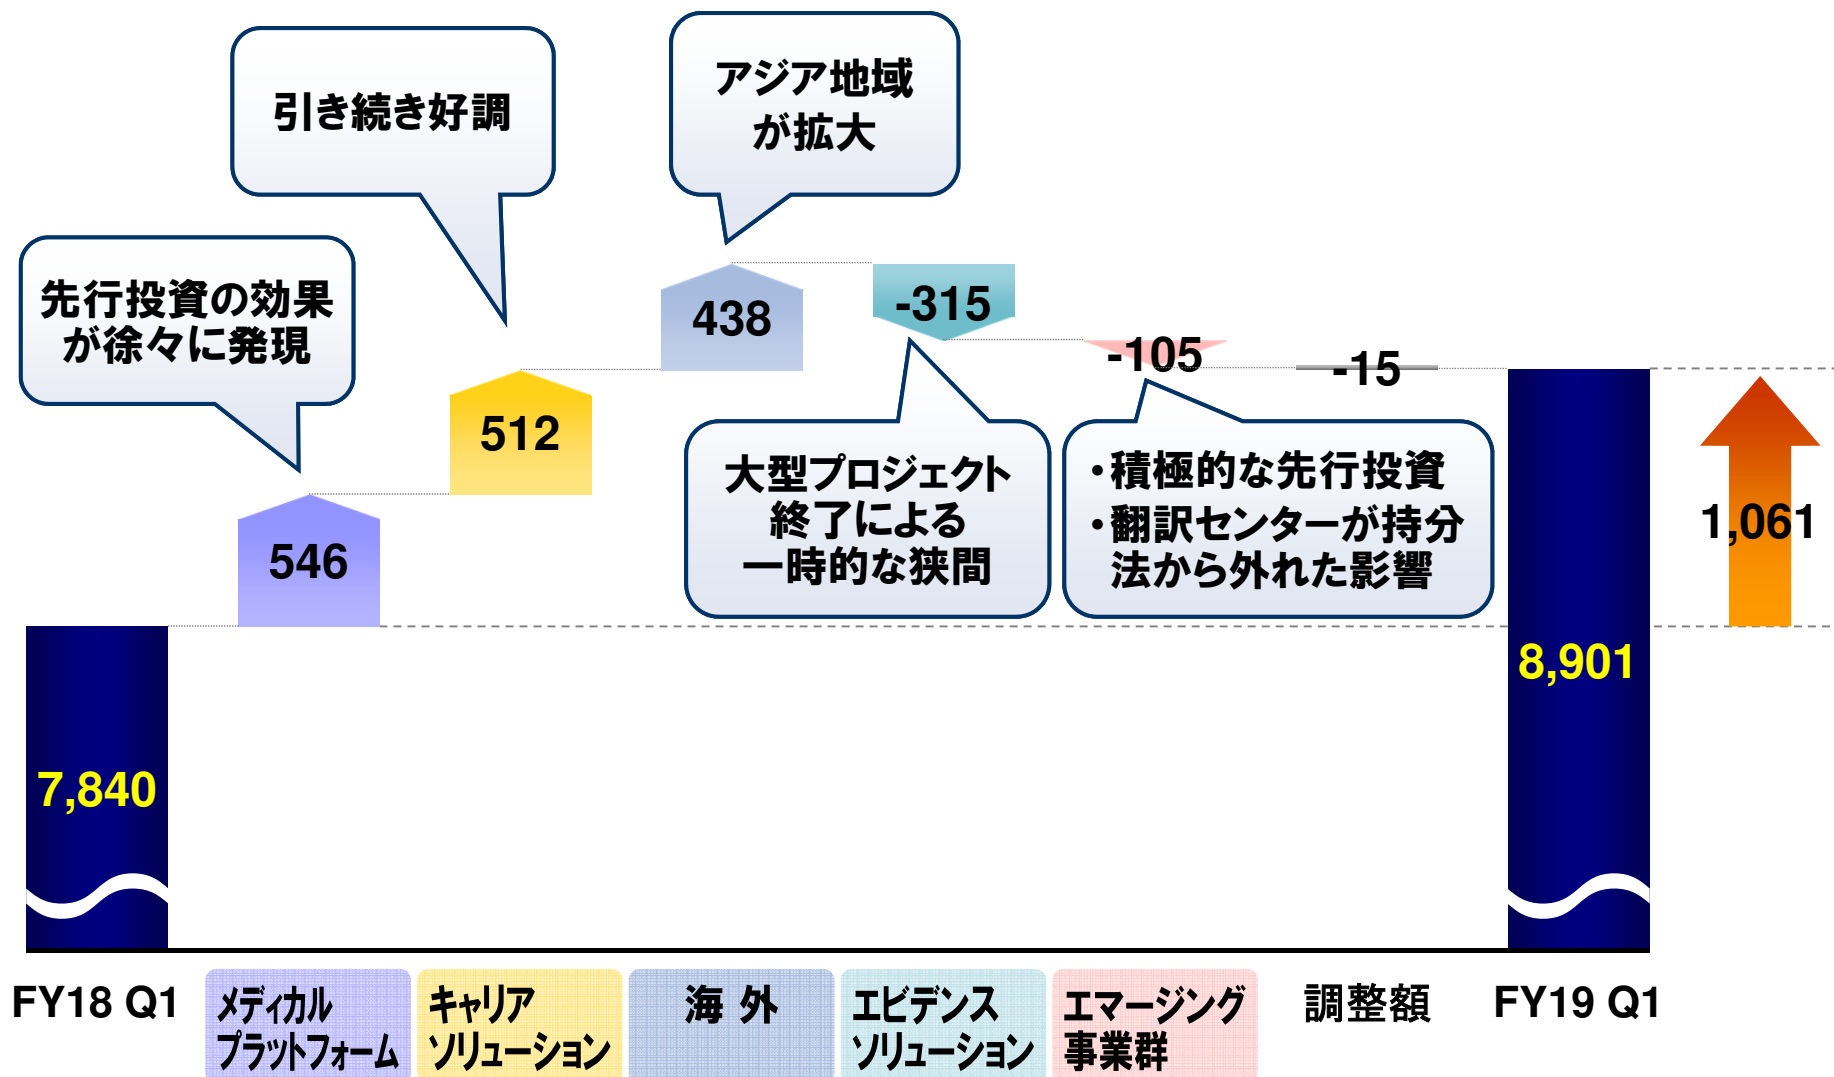 引き続き好調
アジア地域
が拡大
先行投資の効果
が徐々に発現
438
-315
-105
-15
512
546
大型プロジェクト
終了による
一時的な狭間
・積極的な先行投資
・翻訳センターが持分
法から外れた影響
1,061
8,901
7,840
FY18 Q1
メディカル
プラットフォーム
キャリア
ソリューション
海 外
エビデンス
ソリューション
エマージング
事業群
調整額
FY19 Q1